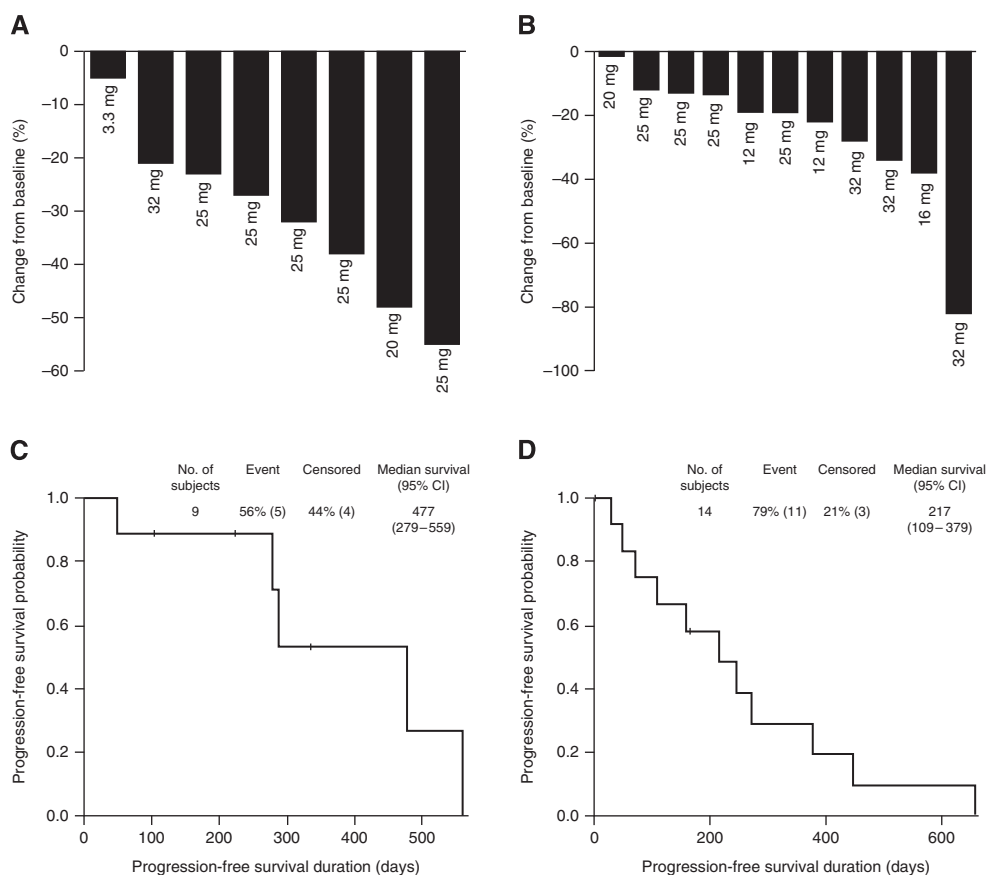 A
0
–10
–20
–30
–40
–50
–60
Change from baseline (%)
3.3 mg
32 mg
25 mg
25 mg
25 mg
25 mg
20 mg
25 mg
B
0
–20
–40
–60
–80
–100
Change from baseline (%)
20 mg
25 mg
25 mg
25 mg
12 mg
25 mg
12 mg
32 mg
32 mg
16 mg
32 mg
C
No. of Event Censored Median survival
subjects (95% CI)
9 56% (5) 44% (4) 477
(279–559)
1.0
0.8
0.6
0.4
0.2
0.0
Progression-free survival probability
0 100 200 300 400 500
Progression-free survival duration (days)
D
No. of Event Censored Median survival
subjects (95% CI)
14 79% (11) 21% (3) 217
(109–379)
1.0
0.8
0.6
0.4
0.2
0.0
Progression-free survival probability
0 200 400 600
Progression-free survival duration (days)